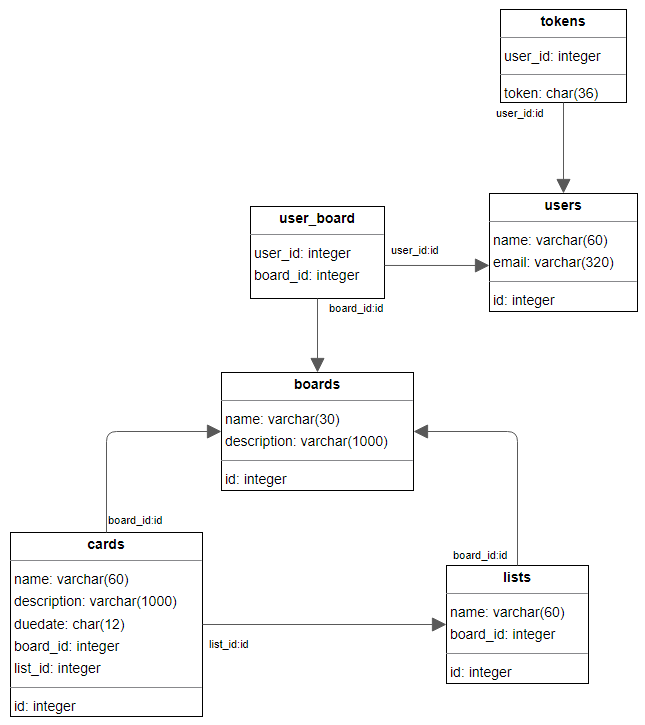 tokens
user_id: integer
token: char(36)
user_id:id
users
name: varchar(60)
email: varchar(320)
id: integer
user_board
user_id: integer
board_id: integer
user_id:id
board_id:id
boards
name: varchar(30)
description: varchar(1000)
id: integer
board_id:id
cards
name: varchar(60)
description: varchar(1000)
duedate: char(12)
board_id: integer
list_id: integer
id: integer
list_id:id
board_id:id
lists
name: varchar(60)
board_id: integer
id: integer